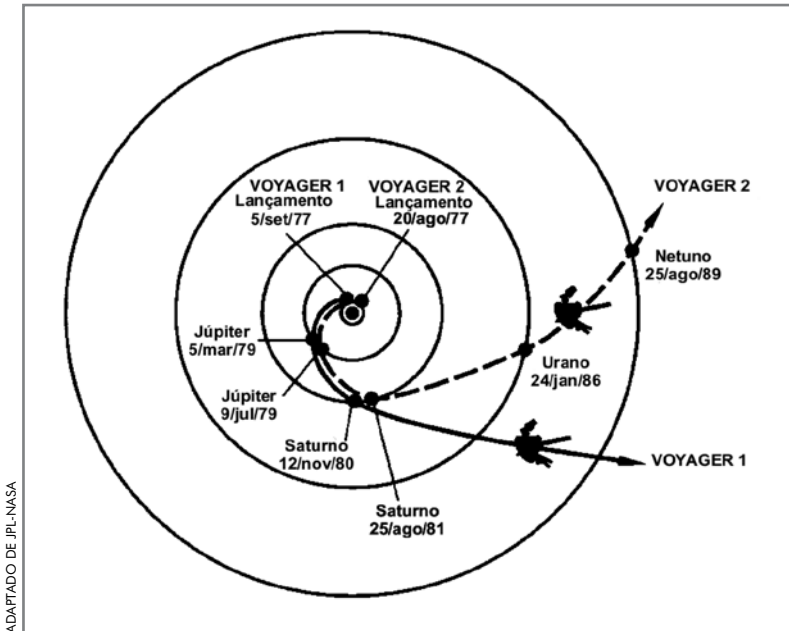 VOYAGER 1
Lançamento
5/set/77
VOYAGER 2
Lançamento
20/ago/77
VOYAGER 2
Netuno
25/ago/89
Júpiter
5/mar/79
Júpiter
9/jul/79
Urano
24/jan/86
Saturno
12/nov/80
VOYAGER 1
Saturno
25/ago/81
ADAPTADO DE JPL-NASA